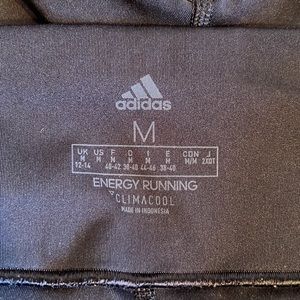 adidas
M
UK US F D I E CON J
M M M M M M M/M 2XOT
12-14 40-42 38-40 44-46 38-40
ENERGY RUNNING
CLIMACOOL
MADE IN INDONESIA